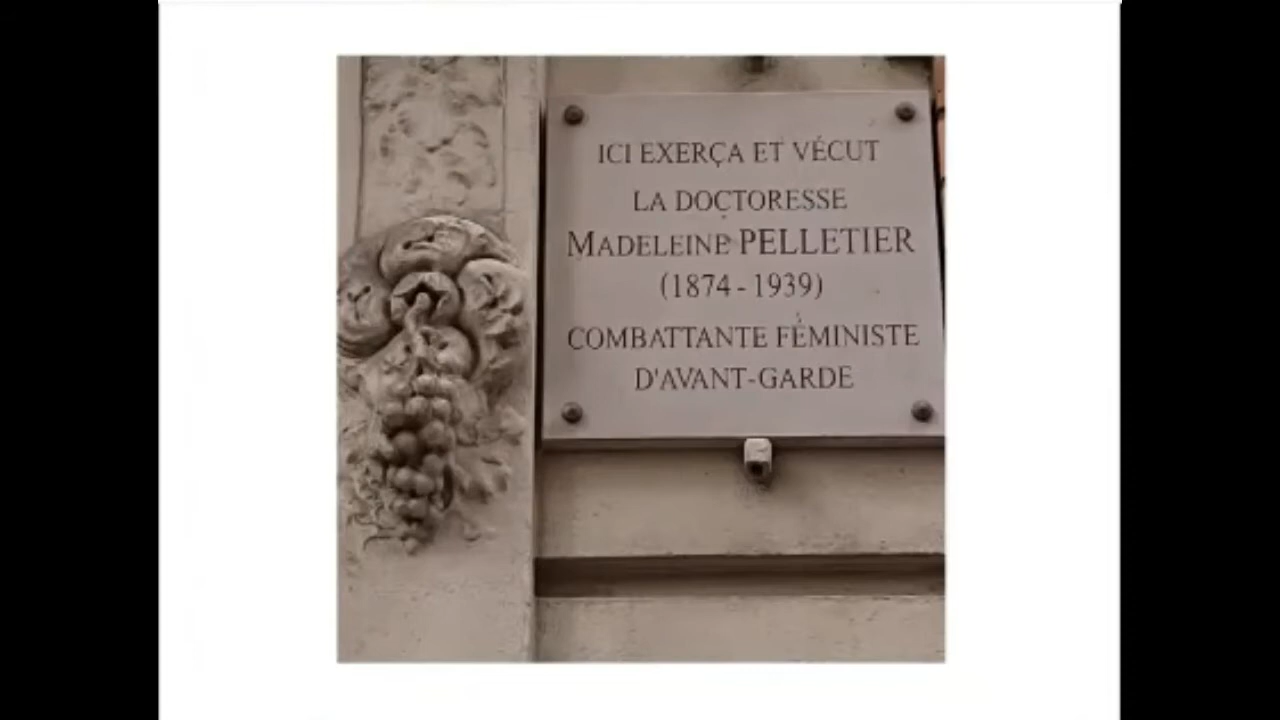 ICI EXERÇA ET VÉCUT
LA DOCTORESSE
MADELEINE PELLETIER
(1874 - 1939)
COMBATTANTE FÉMINISTE
D'AVANT-GARDE